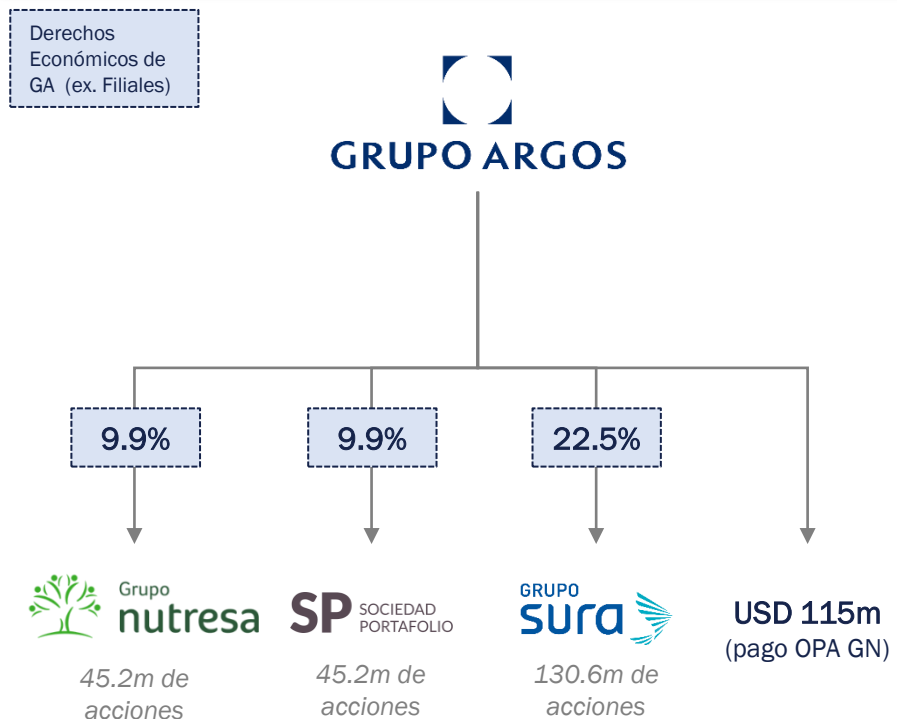 Derechos
Económicos de
GA (ex. Filiales)
GRUPO ARGOS
9.9%
9.9%
22.5%
Grupo
nutresa
SP SOCIEDAD
PORTAFOLIO
GRUPO
sura
USD 115m
(pago OPA GN)
45.2m de
acciones
45.2m de
acciones
130.6m de
acciones